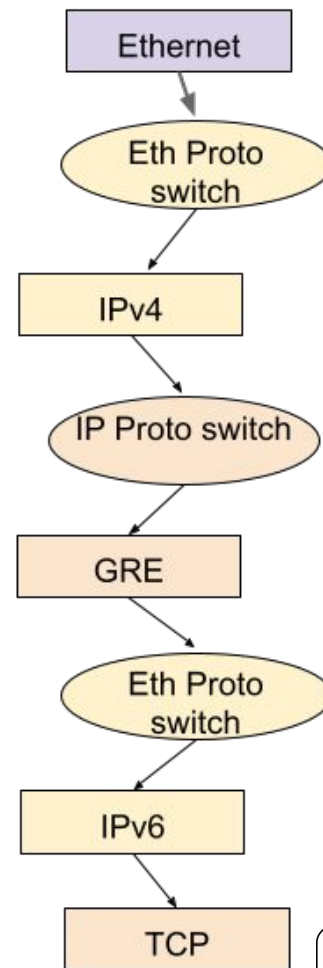 Ethernet
Eth Proto
switch
IPv4
IP Proto switch
GRE
Eth Proto
switch
IPv6
TCP